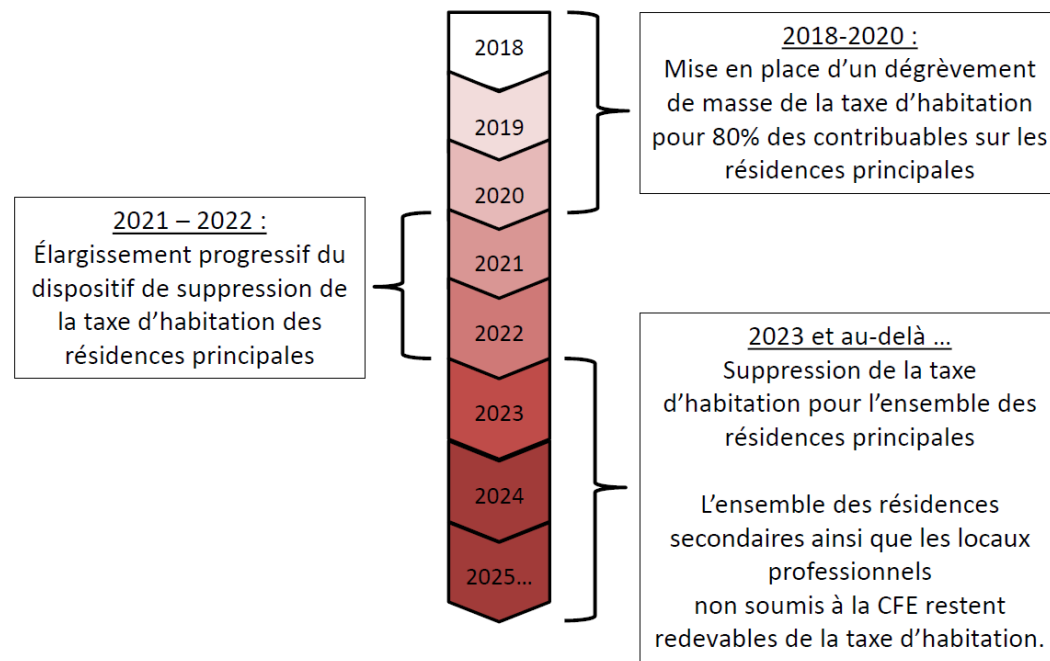 2018
2019
2020
2021
2022
2023
2024
2025...
2018-2020 :
Mise en place d’un dégrèvement
de masse de la taxe d’habitation
pour 80% des contribuables sur les
résidences principales
2021 – 2022 :
Élargissement progressif du
dispositif de suppression de
la taxe d’habitation des
résidences principales
2023 et au-delà ...
Suppression de la taxe
d’habitation pour l’ensemble des
résidences principales
L’ensemble des résidences
secondaires ainsi que les locaux
professionnels
non soumis à la CFE restent
redevables de la taxe d’habitation.